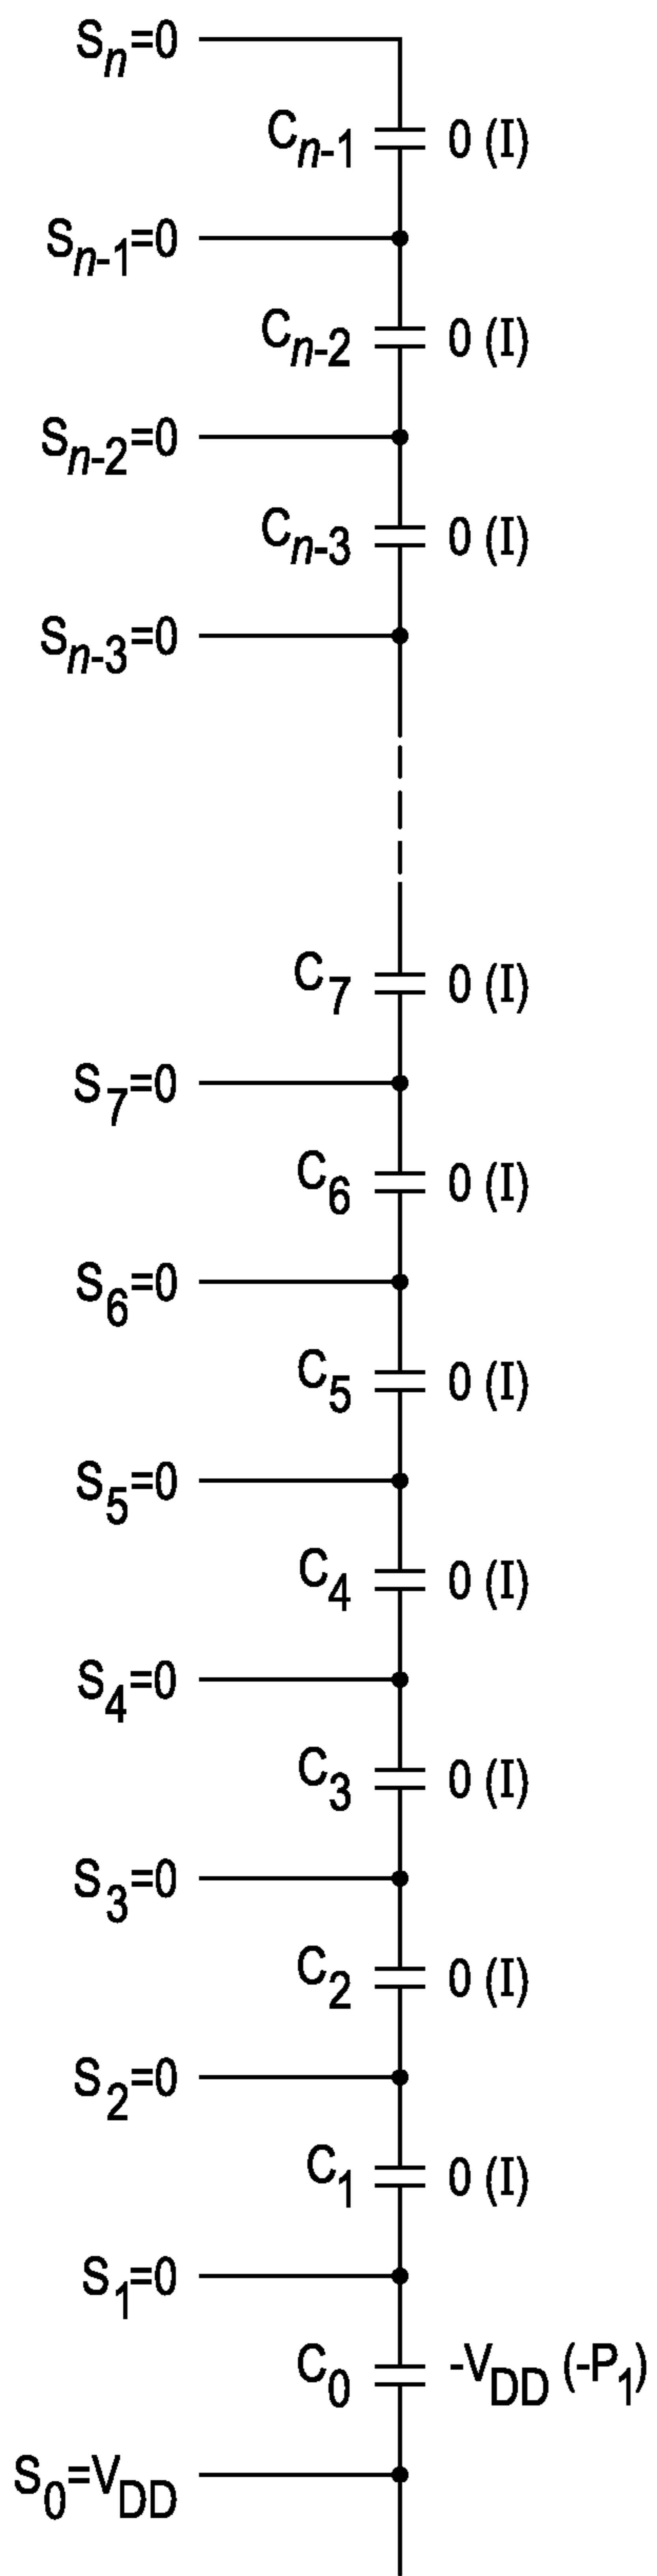 Sn=0
Cn-1 0 (I)
Sn-1=0
Cn-2 0 (I)
Sn-2=0
Cn-3 0 (I)
Sn-3=0
C7 0 (I)
S7=0
C6 0 (I)
S6=0
C5 0 (I)
S5=0
C4 0 (I)
S4=0
C3 0 (I)
S3=0
C2 0 (I)
S2=0
C1 0 (I)
S1=0
C0 -VDD (-P1)
S0=VDD